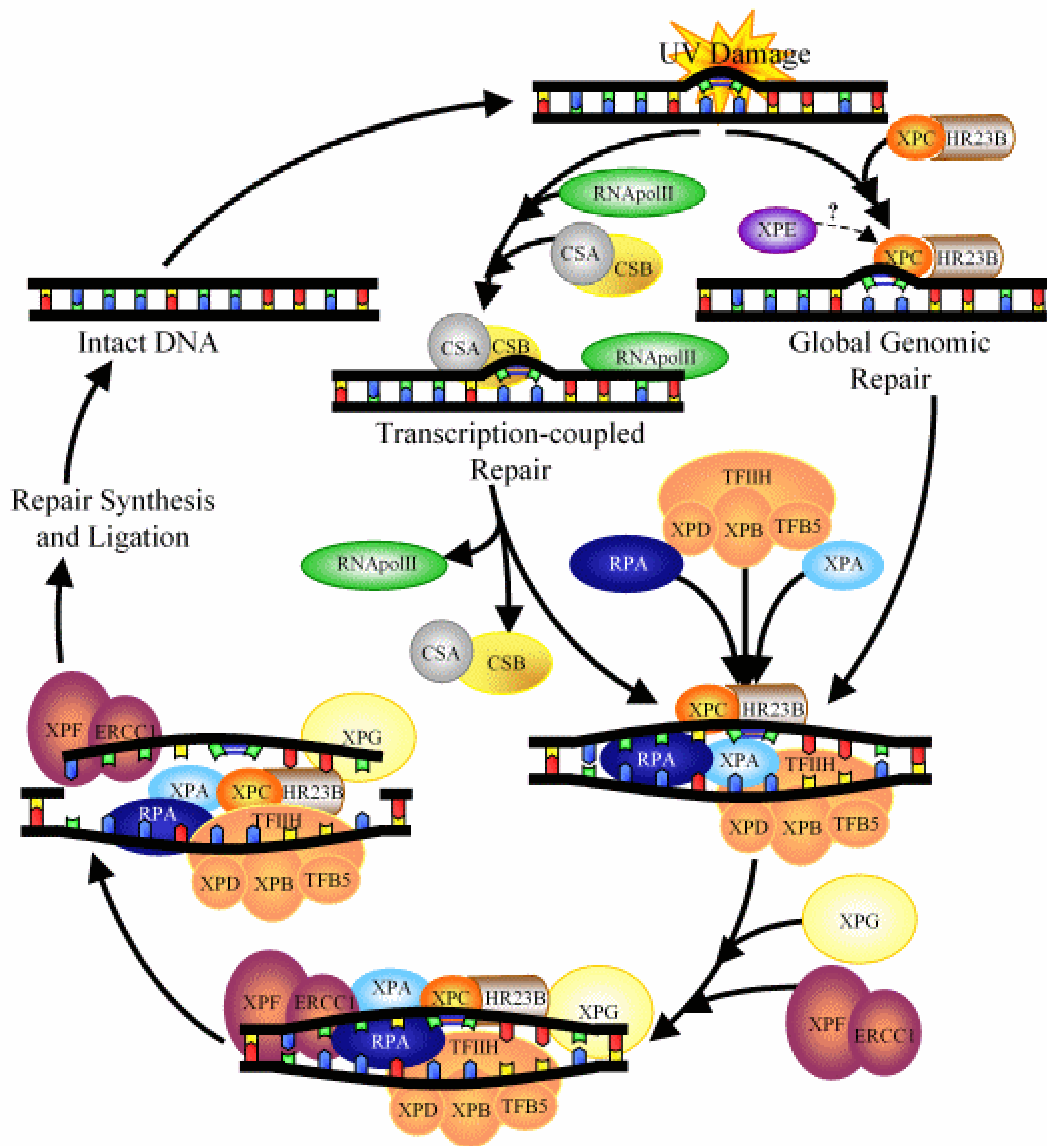 UV Damage
XPC
HR23B
RNApolII
XPE
?
CSA
CSB
XPC
HR23B
Intact DNA
CSA
CSB
RNApolII
Global Genomic
Repair
Transcription-coupled
Repair
TFIIH
XPD
XPB
TFB5
Repair Synthesis
and Ligation
RNApolII
RPA
XPA
CSA
CSB
XPC
HR23B
RPA
XPA
TFIIH
XPD
XPB
TFB5
XPF
ERCC1
XPG
XPA
XPC
HR23B
RPA
TFIIH
XPD
XPB
TFB5
XPG
XPF
ERCC1
XPF
ERCC1
XPA
XPC
HR23B
XPG
RPA
TFIIH
XPD
XPB
TFB5